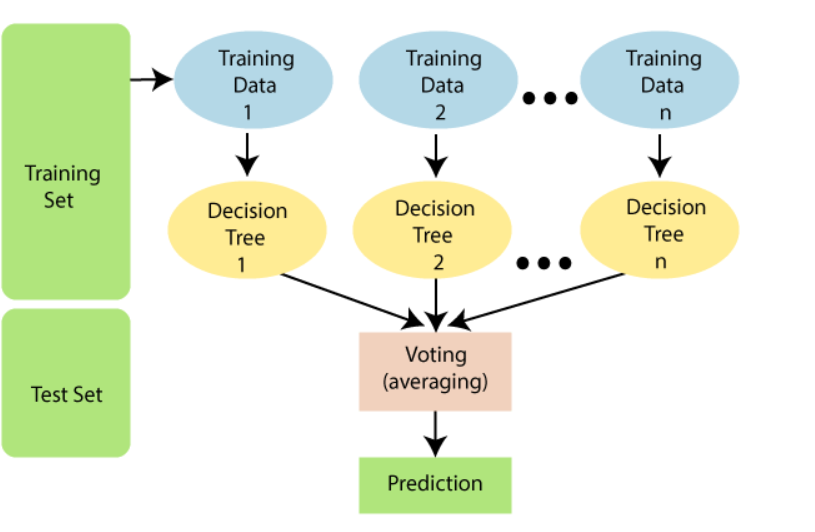 Training
Data
1
Training
Data
2
Training
Data
n
Training
Set
Decision
Tree
1
Decision
Tree
2
Decision
Tree
n
Voting
(averaging)
Test Set
Prediction